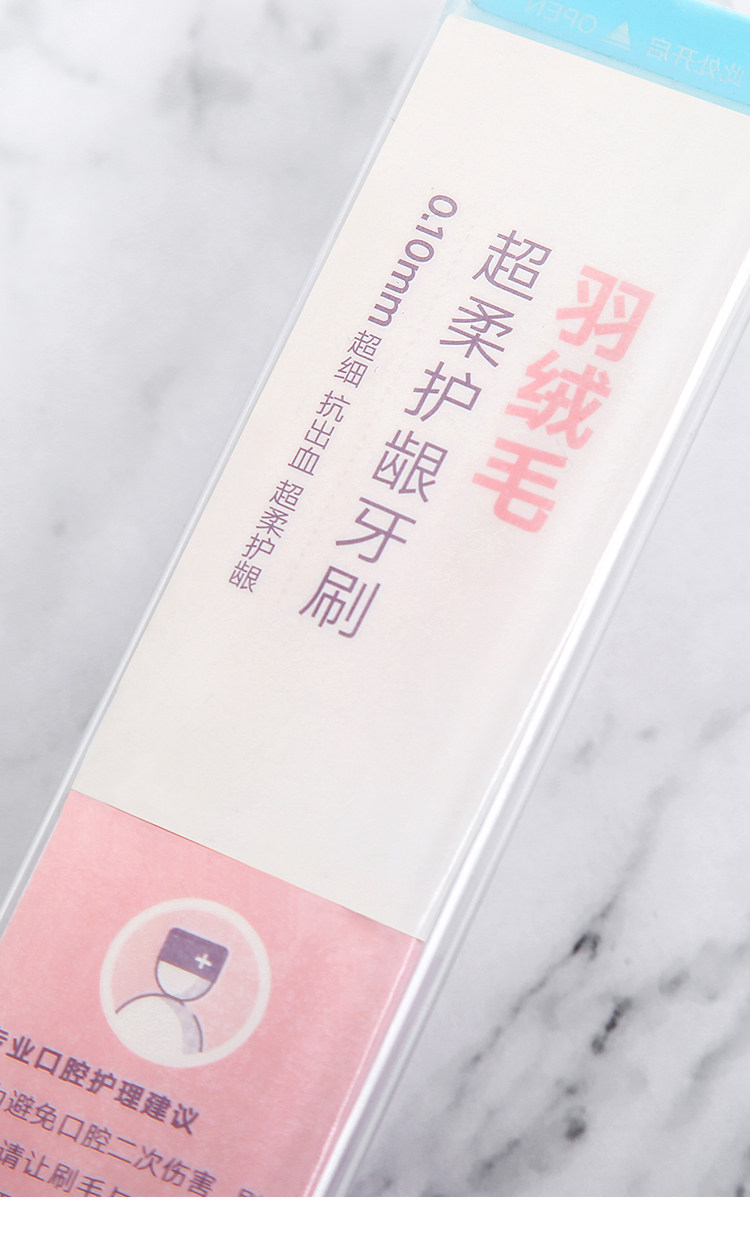 此处开启 ▲ OPEN
羽绒毛
超柔护龈牙刷
0.10mm 超细 抗出血 超柔护龈
专业口腔护理建议
避免口腔二次伤害
请让刷毛与